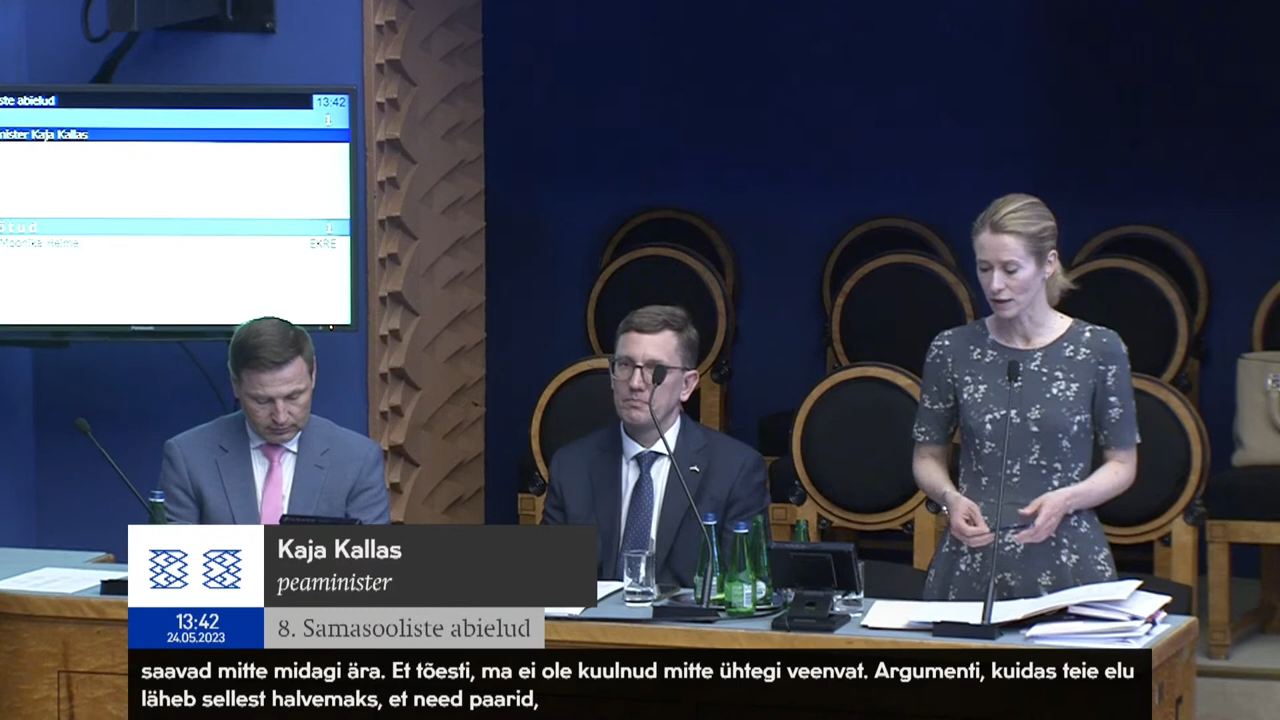 ste abielud
13:42
1
nister Kaja Kallas
1
Moonika Helme
EKRE
Panasonic
Kaja Kallas
peaminister
13:42
24.05.2023
8. Samasooliste abielud
saavad mitte midagi ära. Et tõesti, ma ei ole kuulnud mitte ühtegi veenvat. Argumenti, kuidas teie elu
läheb sellest halvemaks, et need paarid,